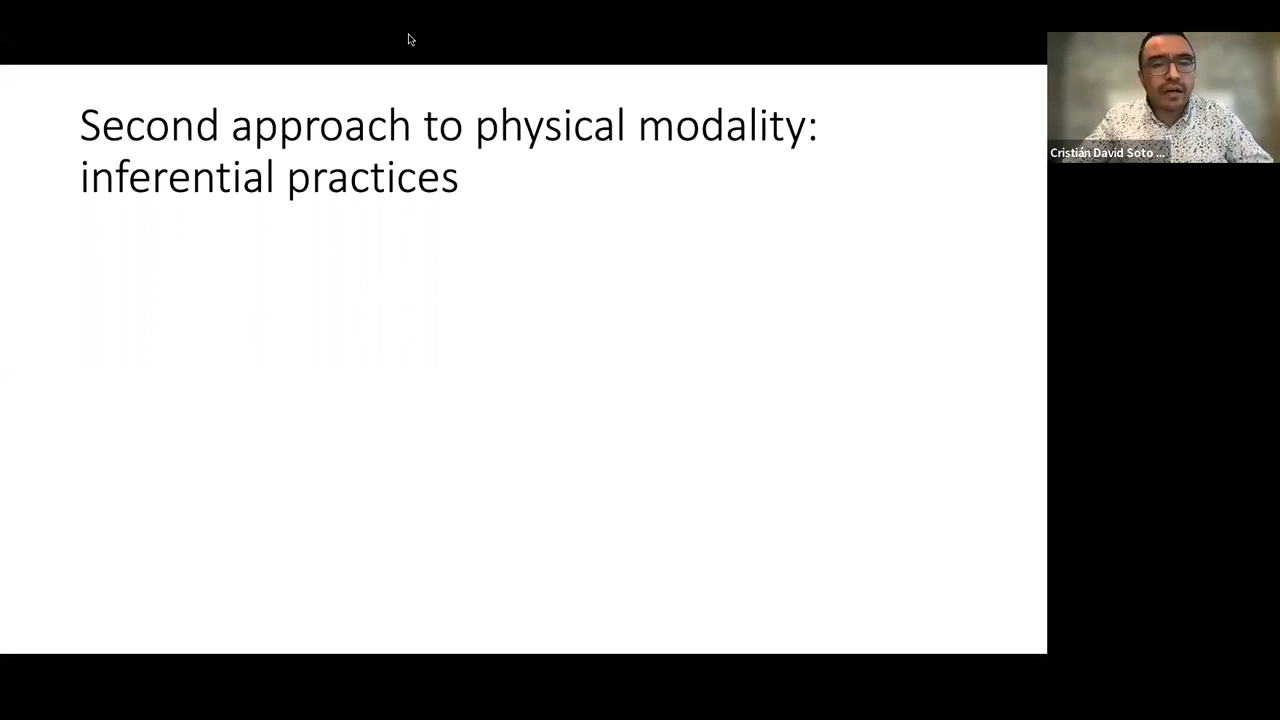 Second approach to physical modality:
inferential practices
Cristián David Soto ...